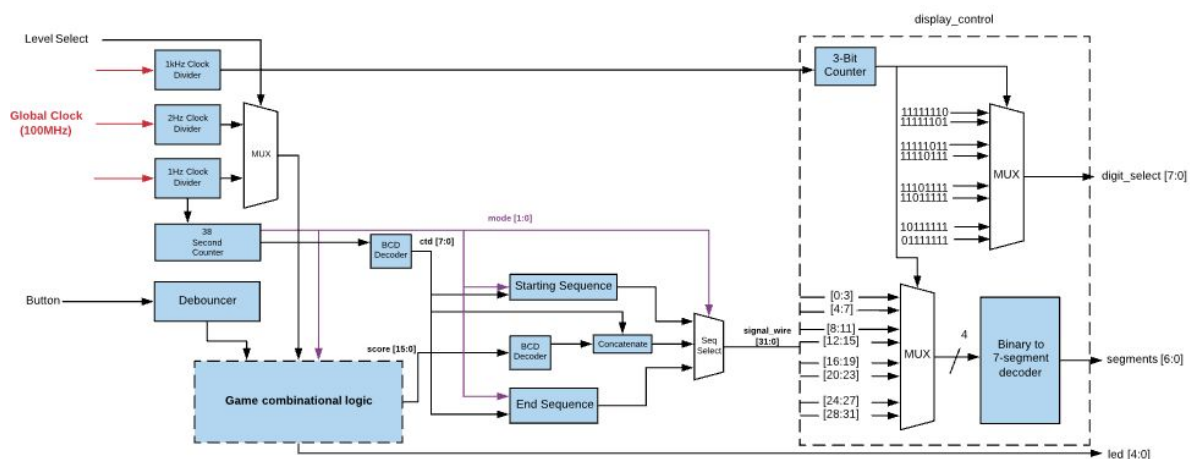 display_control
Level Select
1kHz Clock
Divider
3-Bit
Counter
Global Clock
(100MHz)
2Hz Clock
Divider
MUX
11111110
11111101
11111011
11110111
MUX
11101111
11011111
10111111
01111111
digit_select [7:0]
1Hz Clock
Divider
mode [1:0]
38
Second
Counter
BCD
Decoder
ctd [7:0]
Button
Debouncer
Starting Sequence
score [15:0]
BCD
Decoder
Concatenate
Seq
Select
signal_wire
[31:0]
[0:3]
[4:7]
[8:11]
[12:15]
[16:19]
[20:23]
[24:27]
[28:31]
MUX
4
Binary to
7-segment
decoder
segments [6:0]
Game combinational logic
End Sequence
led [4:0]